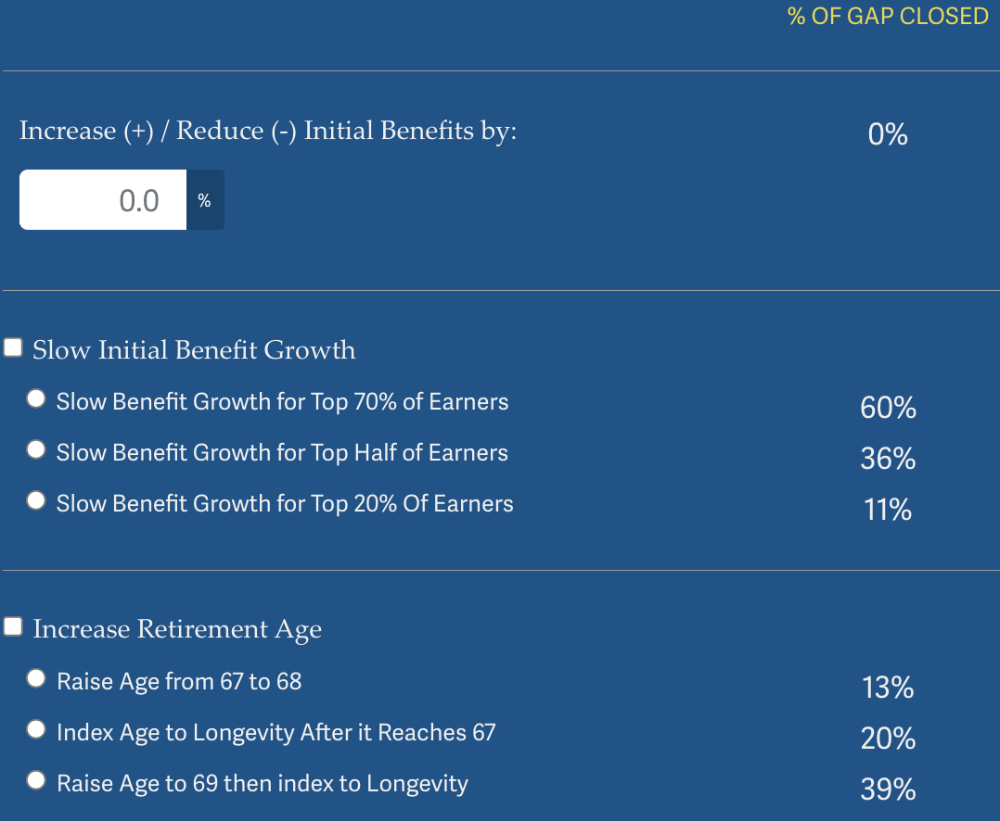 % OF GAP CLOSED
Increase (+) / Reduce (-) Initial Benefits by:
0%
0.0 %
Slow Initial Benefit Growth
Slow Benefit Growth for Top 70% of Earners 60%
Slow Benefit Growth for Top Half of Earners 36%
Slow Benefit Growth for Top 20% Of Earners 11%
Increase Retirement Age
Raise Age from 67 to 68 13%
Index Age to Longevity After it Reaches 67 20%
Raise Age to 69 then index to Longevity 39%